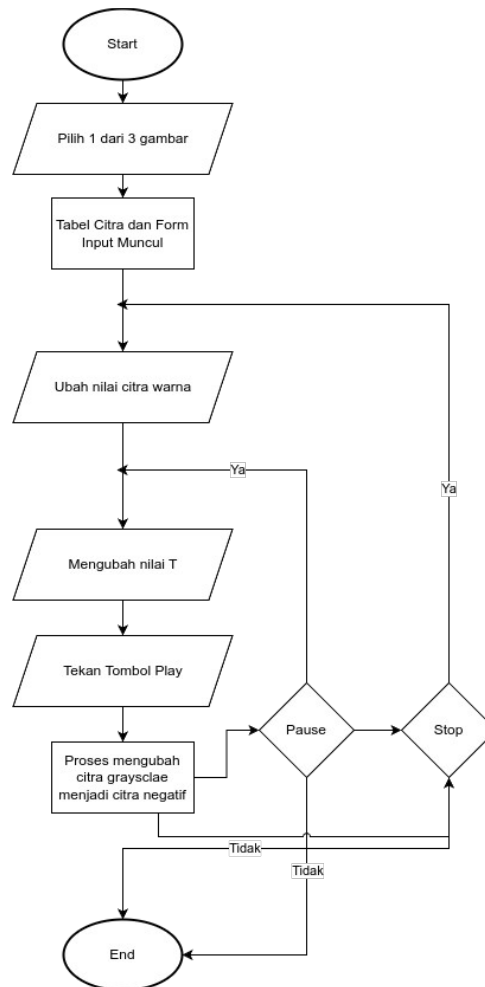 Start
Pilih 1 dari 3 gambar
Tabel Citra dan Form
Input Muncul
Ubah nilai citra warna
Ya
Ya
Mengubah nilai T
Tekan Tombol Play
Pause
Stop
Proses mengubah
citra graysclae
menjadi citra negatif
Tidak
Tidak
End